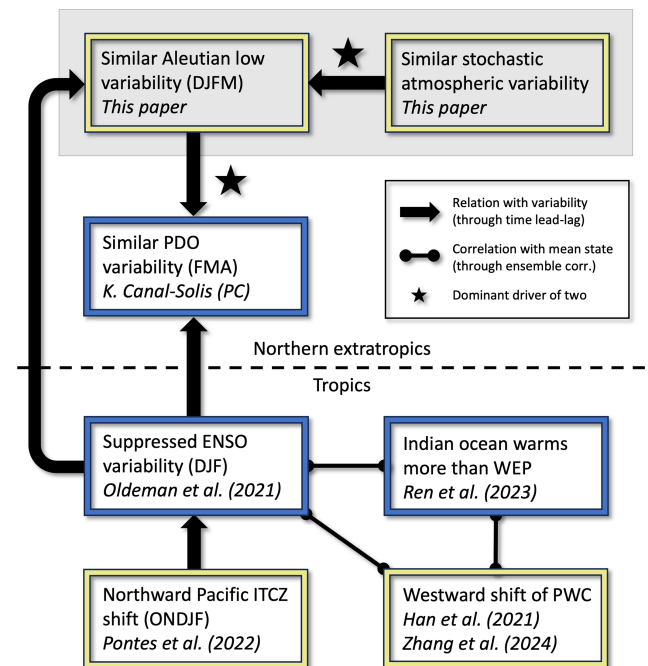 Similar Aleutian low
variability (DJFM)
This paper
Similar stochastic
atmospheric variability
This paper
Similar PDO
variability (FMA)
K. Canal-Solis (PC)
Relation with variability
(through time lead-lag)
Correlation with mean state
(through ensemble corr.)
Dominant driver of two
Northern extratropics
Tropics
Suppressed ENSO
variability (DJF)
Oldeman et al. (2021)
Indian ocean warms
more than WEP
Ren et al. (2023)
Northward Pacific ITCZ
shift (ONDJF)
Pontes et al. (2022)
Westward shift of PWC
Han et al. (2021)
Zhang et al. (2024)